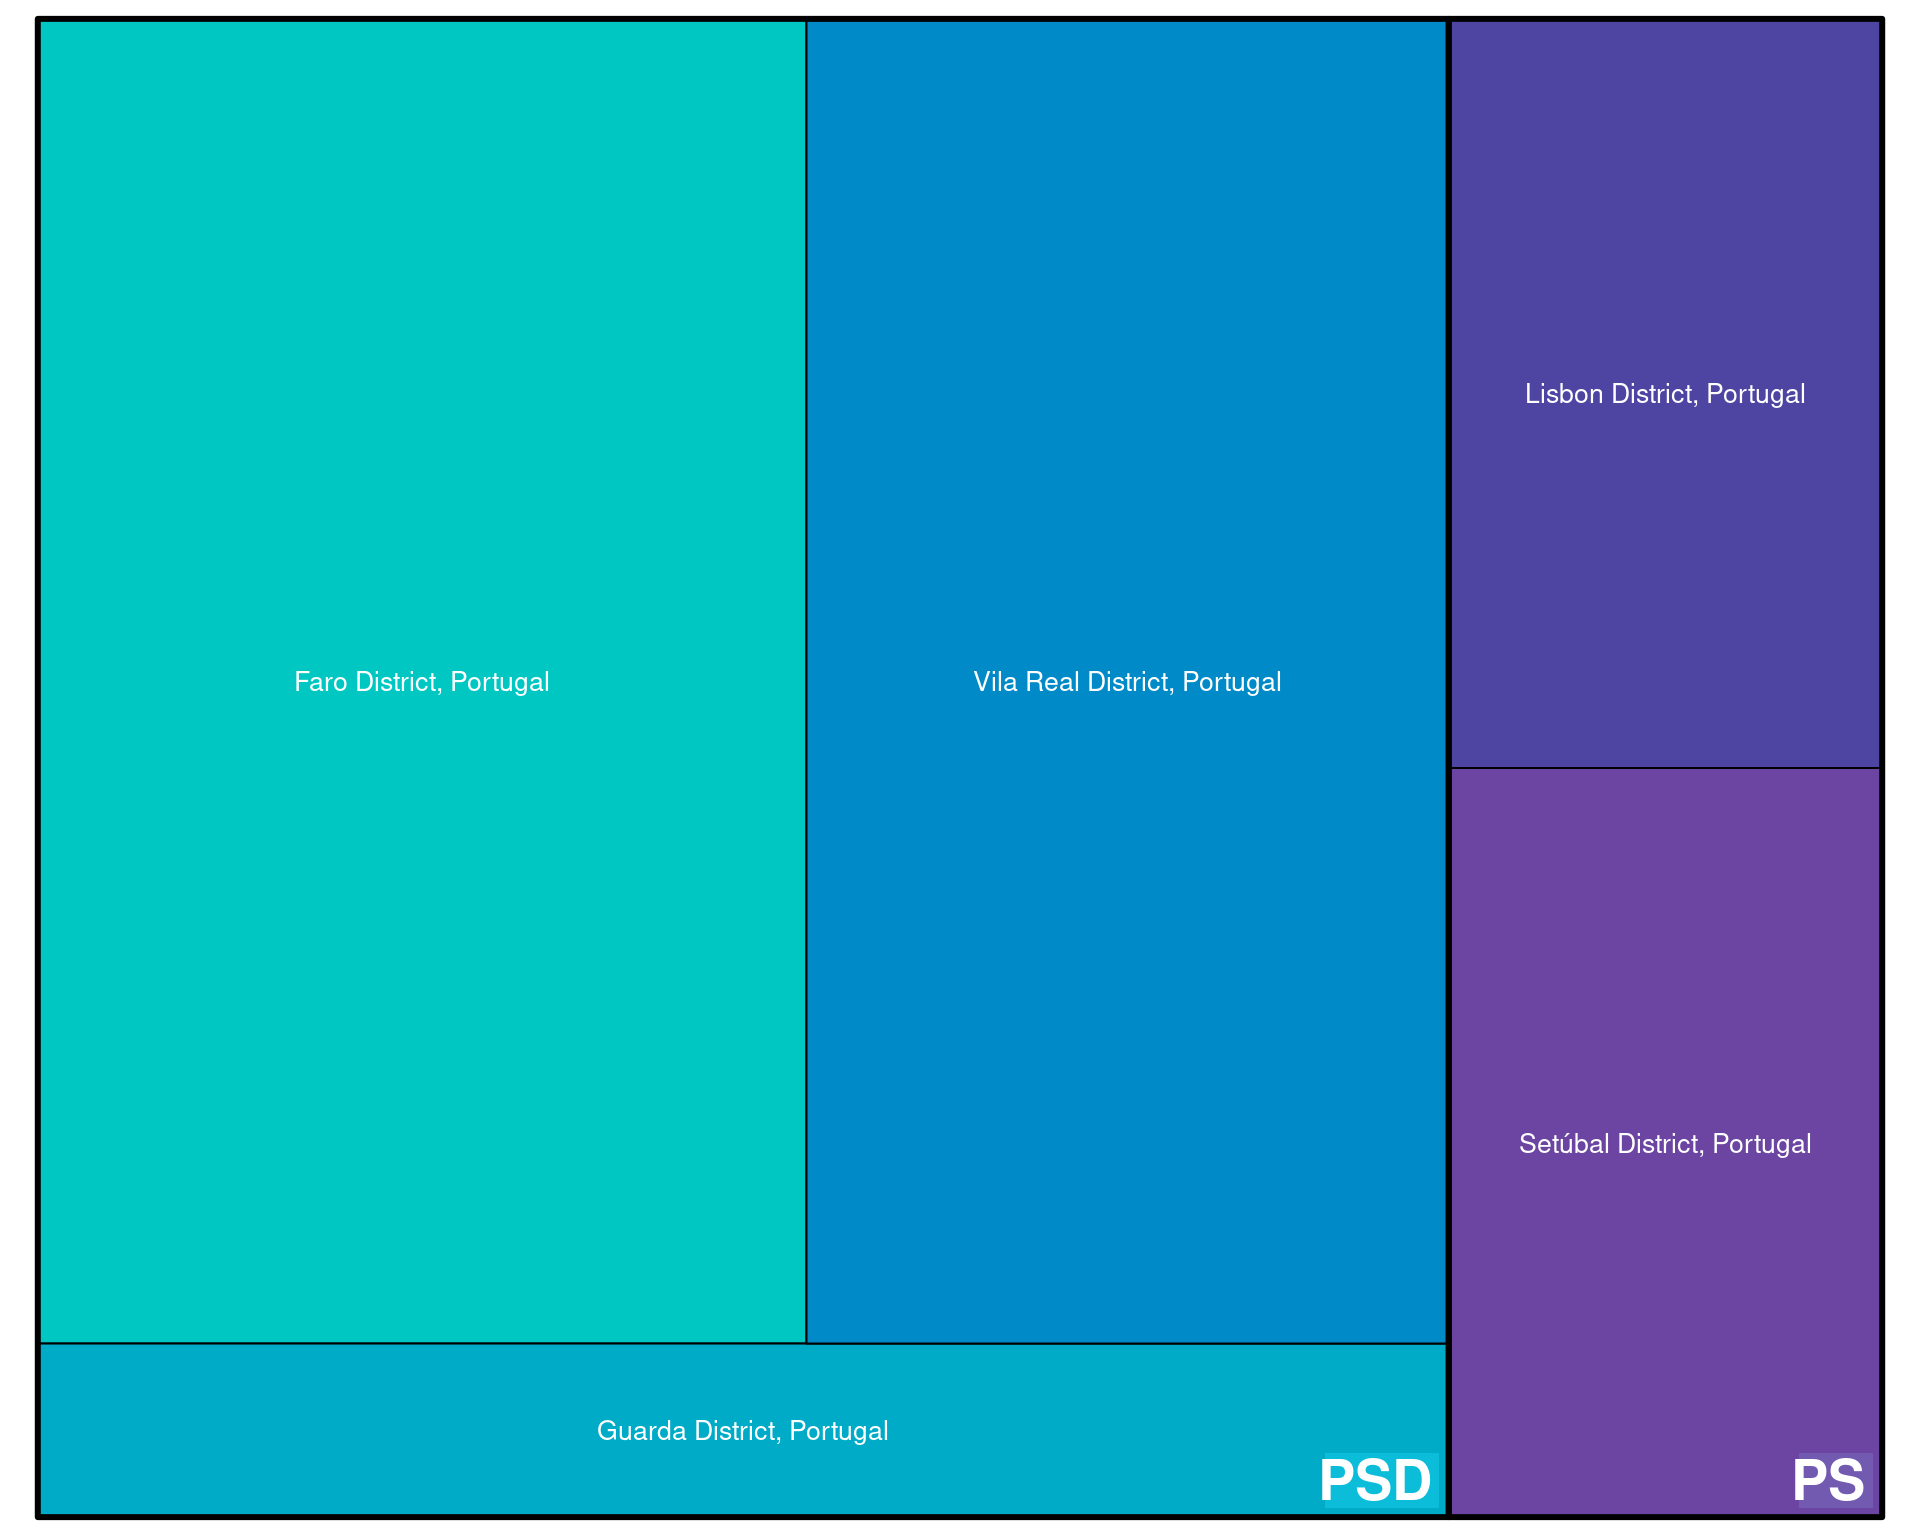 Lisbon District, Portugal
Faro District, Portugal
Vila Real District, Portugal
Setúbal District, Portugal
Guarda District, Portugal
PSD
PS